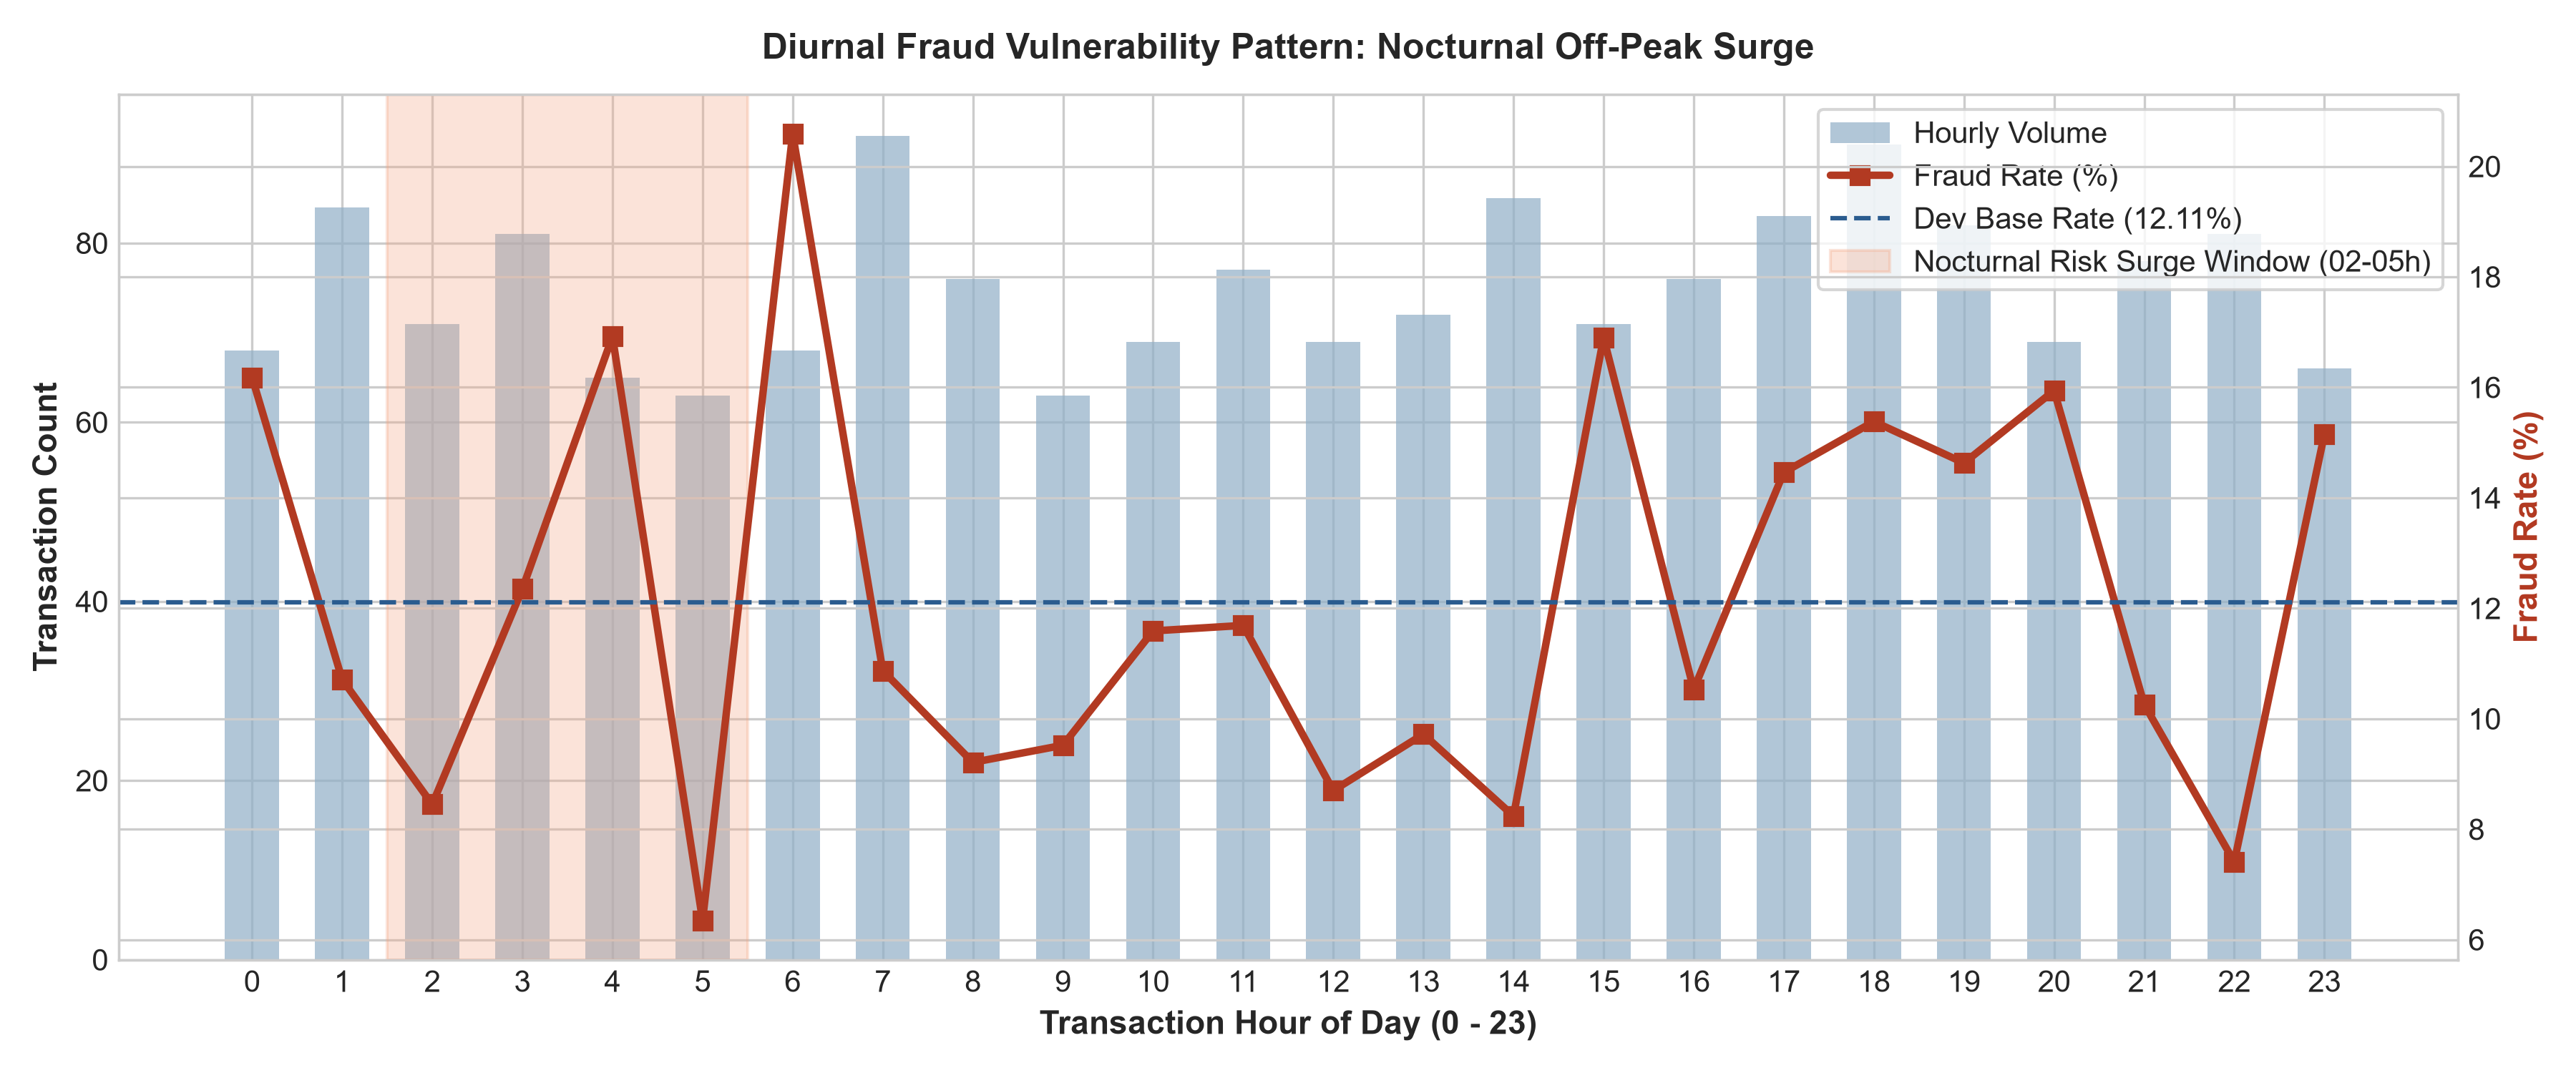 Diurnal Fraud Vulnerability Pattern: Nocturnal Off-Peak Surge
Hourly Volume
Fraud Rate (%)
Dev Base Rate (12.11%)
Nocturnal Risk Surge Window (02-05h)
Transaction Count
80
60
40
20
0
Fraud Rate (%)
20
18
16
14
12
10
8
6
0 1 2 3 4 5 6 7 8 9 10 11 12 13 14 15 16 17 18 19 20 21 22 23
Transaction Hour of Day (0 - 23)